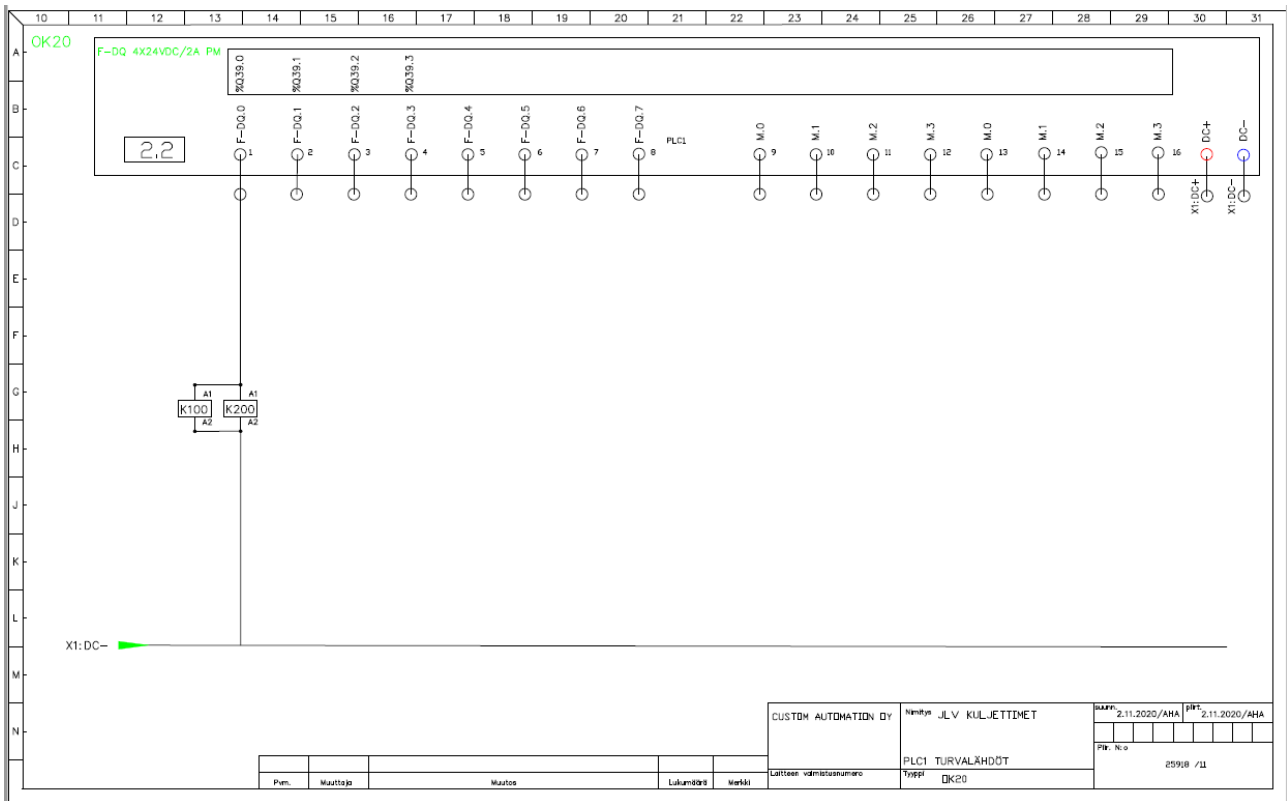 10 11 12 13 14 15 16 17 18 19 20 21 22 23 24 25 26 27 28 29 30 31
A
OK20
F-DQ 4X24VDC/2A PM
%Q39.0 %Q39.1 %Q39.2 %Q39.3
B
F-DQ.0 F-DQ.1 F-DQ.2 F-DQ.3 F-DQ.4 F-DQ.5 F-DQ.6 F-DQ.7 PLC1 M.0 M.1 M.2 M.3 M.0 M.1 M.2 M.3 DC+ DC-
2.2
1 2 3 4 5 6 7 8 9 10 11 12 13 14 15 16
C
X1:DC+ X1:DC-
D
E
F
G
A1 A1
K100 K200
A2 A2
H
J
K
L
X1:DC-
M
N
CUSTOM AUTOMATION OY
Nimitys JLV KULJETTIMET
suunn. 2.11.2020/AHA piirt. 2.11.2020/AHA
Piir. N:o
25918 /11
PLC1 TURVALÄHDÖT
Laitteen valmistusnumero
Tyyppi OK20
Pvm. Muuttaja Muutos Lukumäärä Merkki